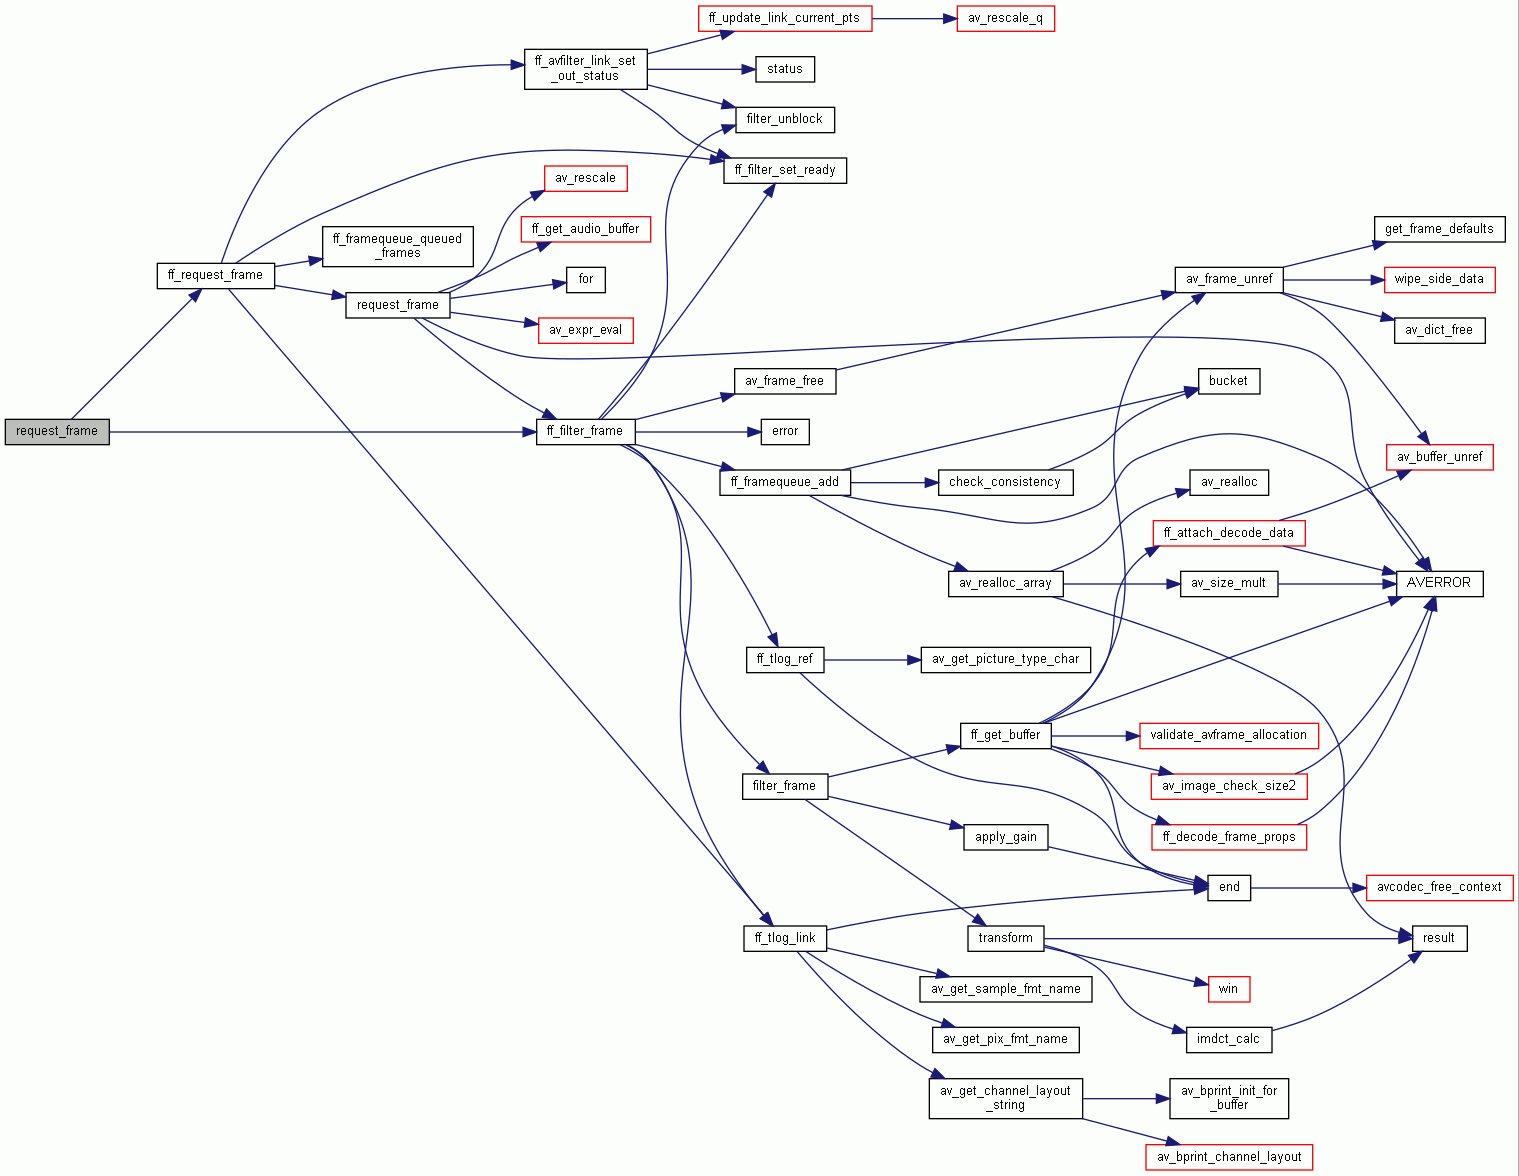 ff_update_link_current_pts
av_rescale_q
ff_avfilter_link_set
_out_status
status
filter_unblock
ff_filter_set_ready
av_rescale
ff_get_audio_buffer
get_frame_defaults
ff_framequeue_queued
_frames
ff_request_frame
for
av_frame_unref
wipe_side_data
request_frame
av_expr_eval
av_dict_free
av_frame_free
bucket
request_frame
ff_filter_frame
error
av_buffer_unref
ff_framequeue_add
check_consistency
av_realloc
ff_attach_decode_data
av_realloc_array
av_size_mult
AVERROR
ff_tlog_ref
av_get_picture_type_char
ff_get_buffer
validate_avframe_allocation
filter_frame
av_image_check_size2
apply_gain
ff_decode_frame_props
end
avcodec_free_context
ff_tlog_link
transform
result
av_get_sample_fmt_name
win
av_get_pix_fmt_name
imdct_calc
av_get_channel_layout
_string
av_bprint_init_for
_buffer
av_bprint_channel_layout